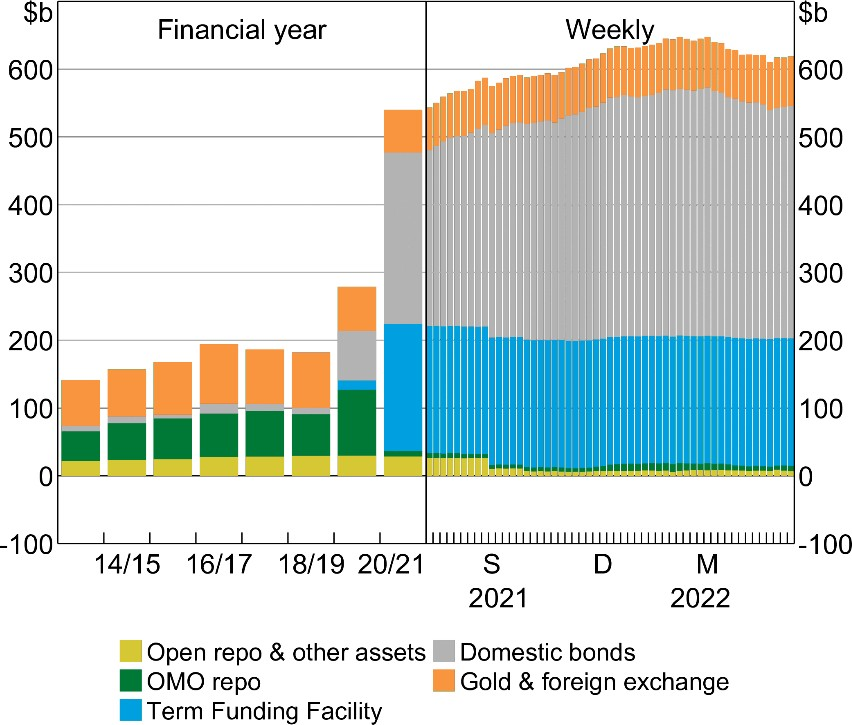 $b $b
Financial year Weekly
600 600
500 500
400 400
300 300
200 200
100 100
0 0
-100 -100
14/15 16/17 18/19 20/21 S D M
2021 2022
Open repo & other assets Domestic bonds
OMO repo Gold & foreign exchange
Term Funding Facility